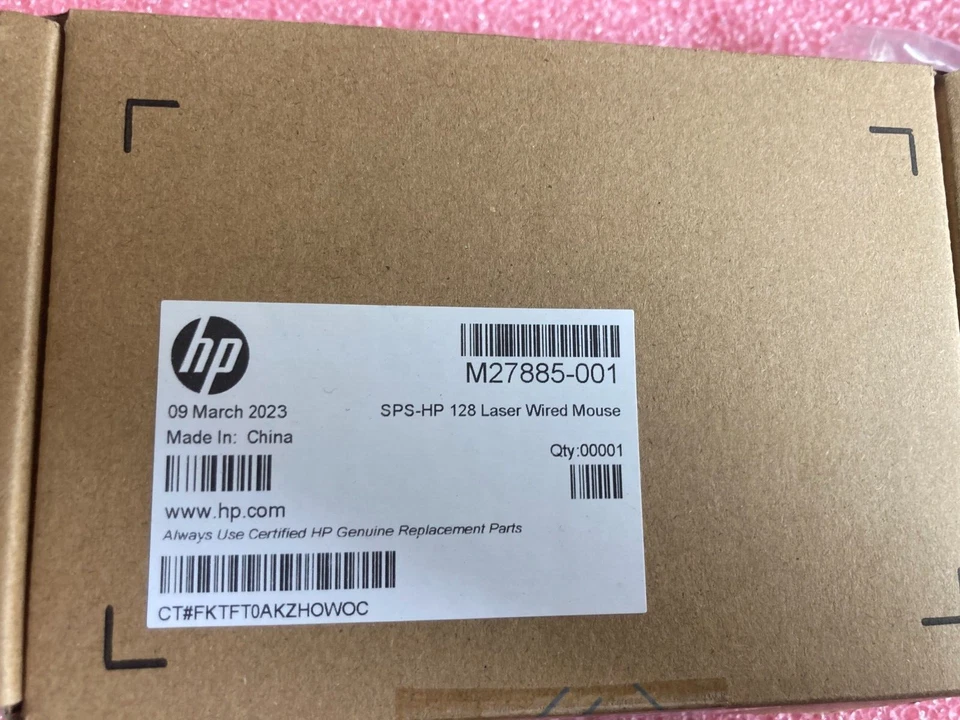 hp
M27885-001
09 March 2023
SPS-HP 128 Laser Wired Mouse
Made In: China
Qty:00001
www.hp.com
Always Use Certified HP Genuine Replacement Parts
CT#FKTFT0AKZHOWOC